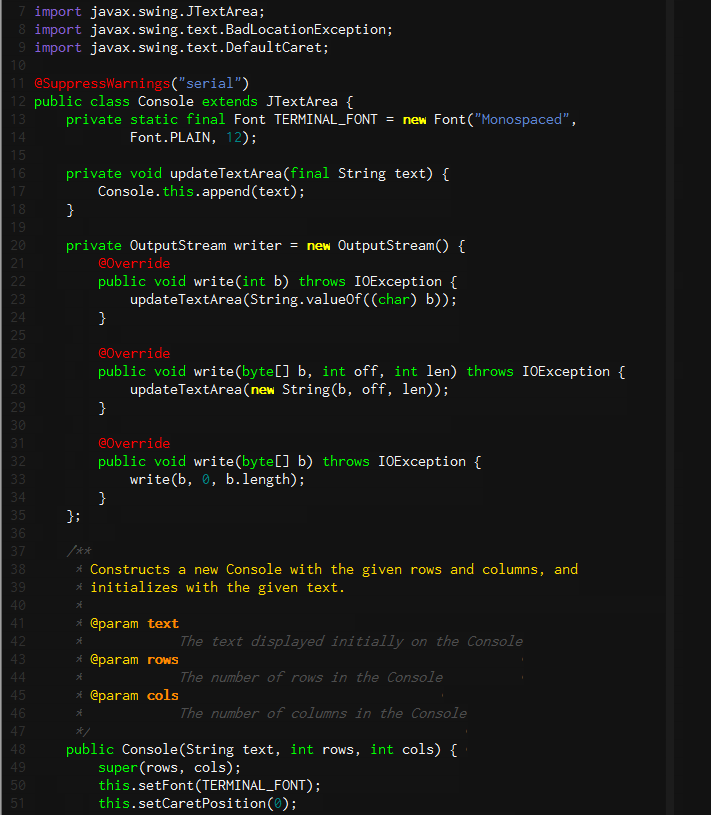 7 import javax.swing.JTextArea;
8 import javax.swing.text.BadLocationException;
9 import javax.swing.text.DefaultCaret;
10
11 @SuppressWarnings("serial")
12 public class Console extends JTextArea {
13     private static final Font TERMINAL_FONT = new Font("Monospaced",
14             Font.PLAIN, 12);
15
16     private void updateTextArea(final String text) {
17         Console.this.append(text);
18     }
19
20     private OutputStream writer = new OutputStream() {
21         @Override
22         public void write(int b) throws IOException {
23             updateTextArea(String.valueOf((char) b));
24         }
25
26         @Override
27         public void write(byte[] b, int off, int len) throws IOException {
28             updateTextArea(new String(b, off, len));
29         }
30
31         @Override
32         public void write(byte[] b) throws IOException {
33             write(b, 0, b.length);
34         }
35     };
36
37     /**
38      * Constructs a new Console with the given rows and columns, and
39      * initializes with the given text.
40      *
41      * @param text
42      *            The text displayed initially on the Console
43      * @param rows
44      *            The number of rows in the Console
45      * @param cols
46      *            The number of columns in the Console
47      */
48     public Console(String text, int rows, int cols) {
49         super(rows, cols);
50         this.setFont(TERMINAL_FONT);
51         this.setCaretPosition(0);